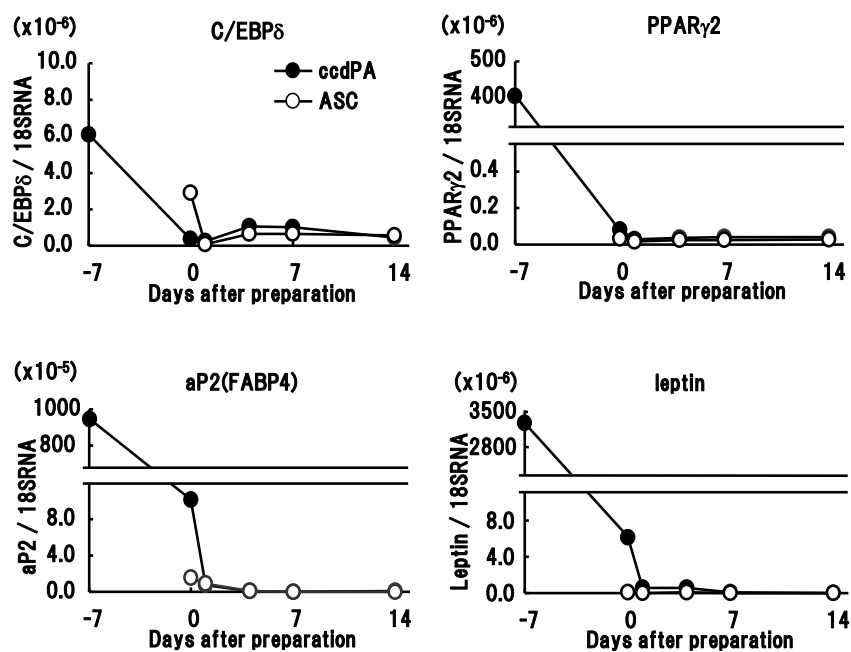 (x10⁻⁶)
C/EBPδ
10.0
8.0
6.0
4.0
2.0
0.0
C/EBPδ / 18SRNA
ccdPA
ASC
-7
0
7
14
Days after preparation
(x10⁻⁶)
PPARγ2
500
400
0.4
0.2
0.0
PPARγ2 / 18SRNA
-7
0
7
14
Days after preparation
(x10⁻⁵)
aP2(FABP4)
1000
800
8.0
4.0
0.0
aP2 / 18SRNA
-7
0
7
14
Days after preparation
(x10⁻⁶)
leptin
3500
2800
8.0
4.0
0.0
Leptin / 18SRNA
-7
0
7
14
Days after preparation